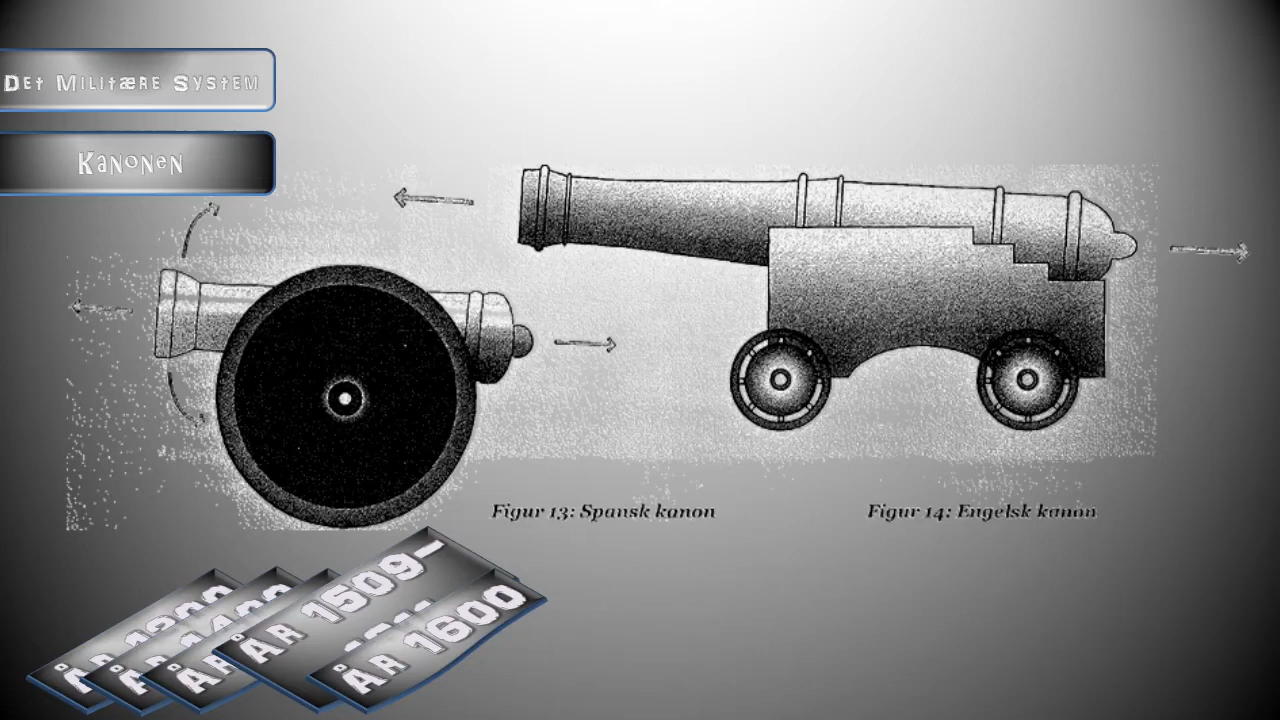 Det Militære System
Kanonen
Figur 13: Spansk kanon
Figur 14: Engelsk kanon
ÅR 1509-
ÅR 1600